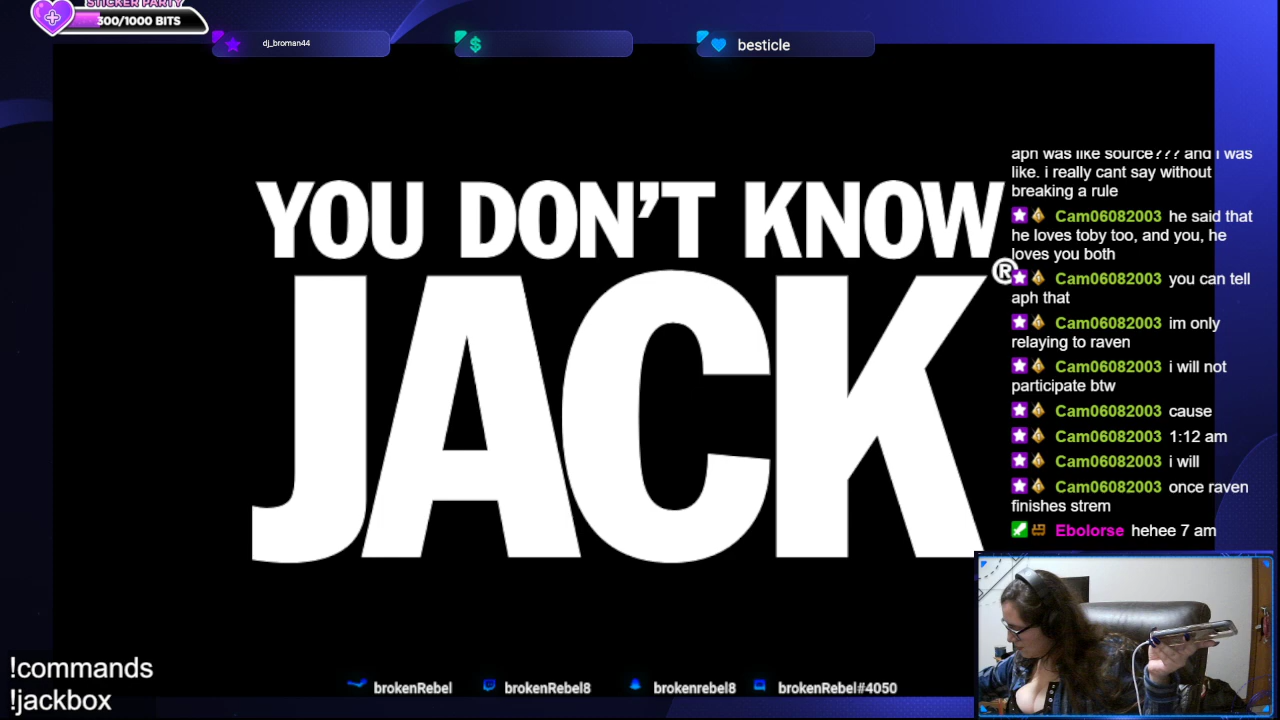 STICKER PARTY
300/1000 BITS
dj_broman44
$
besticle
YOU DON'T KNOW
JACK®
aph was like source??? and i was
like. i really cant say without
breaking a rule
Cam06082003 he said that
he loves toby too, and you, he
loves you both
Cam06082003 you can tell
aph that
Cam06082003 im only
relaying to raven
Cam06082003 i will not
participate btw
Cam06082003 cause
Cam06082003 1:12 am
Cam06082003 i will
Cam06082003 once raven
finishes strem
Ebolorse hehee 7 am
!commands
!jackbox
brokenRebel
brokenRebel8
brokenrebel8
brokenRebel#4050